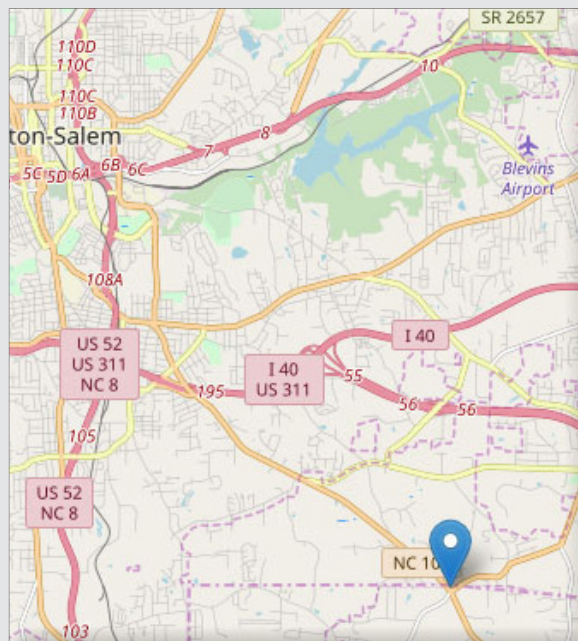 SR 2657
110D
110C
110C
110B
10
8
7
ton-Salem
6B
6C
5C
5D
6A
Blevins
Airport
108A
US 52
US 311
NC 8
I 40
I 40
US 311
55
195
56
56
105
US 52
NC 8
NC 10
103